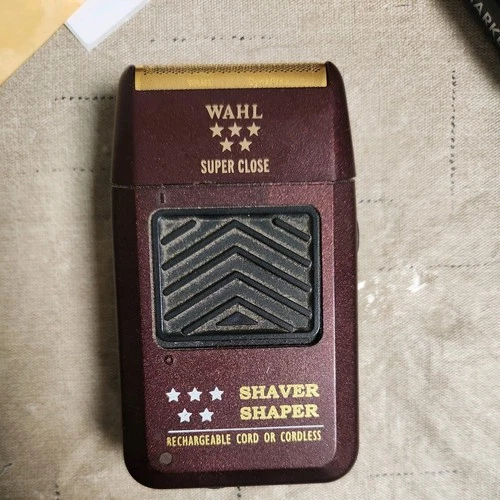 WAHL
SUPER CLOSE
SHAVER
SHAPER
RECHARGEABLE CORD OR CORDLESS